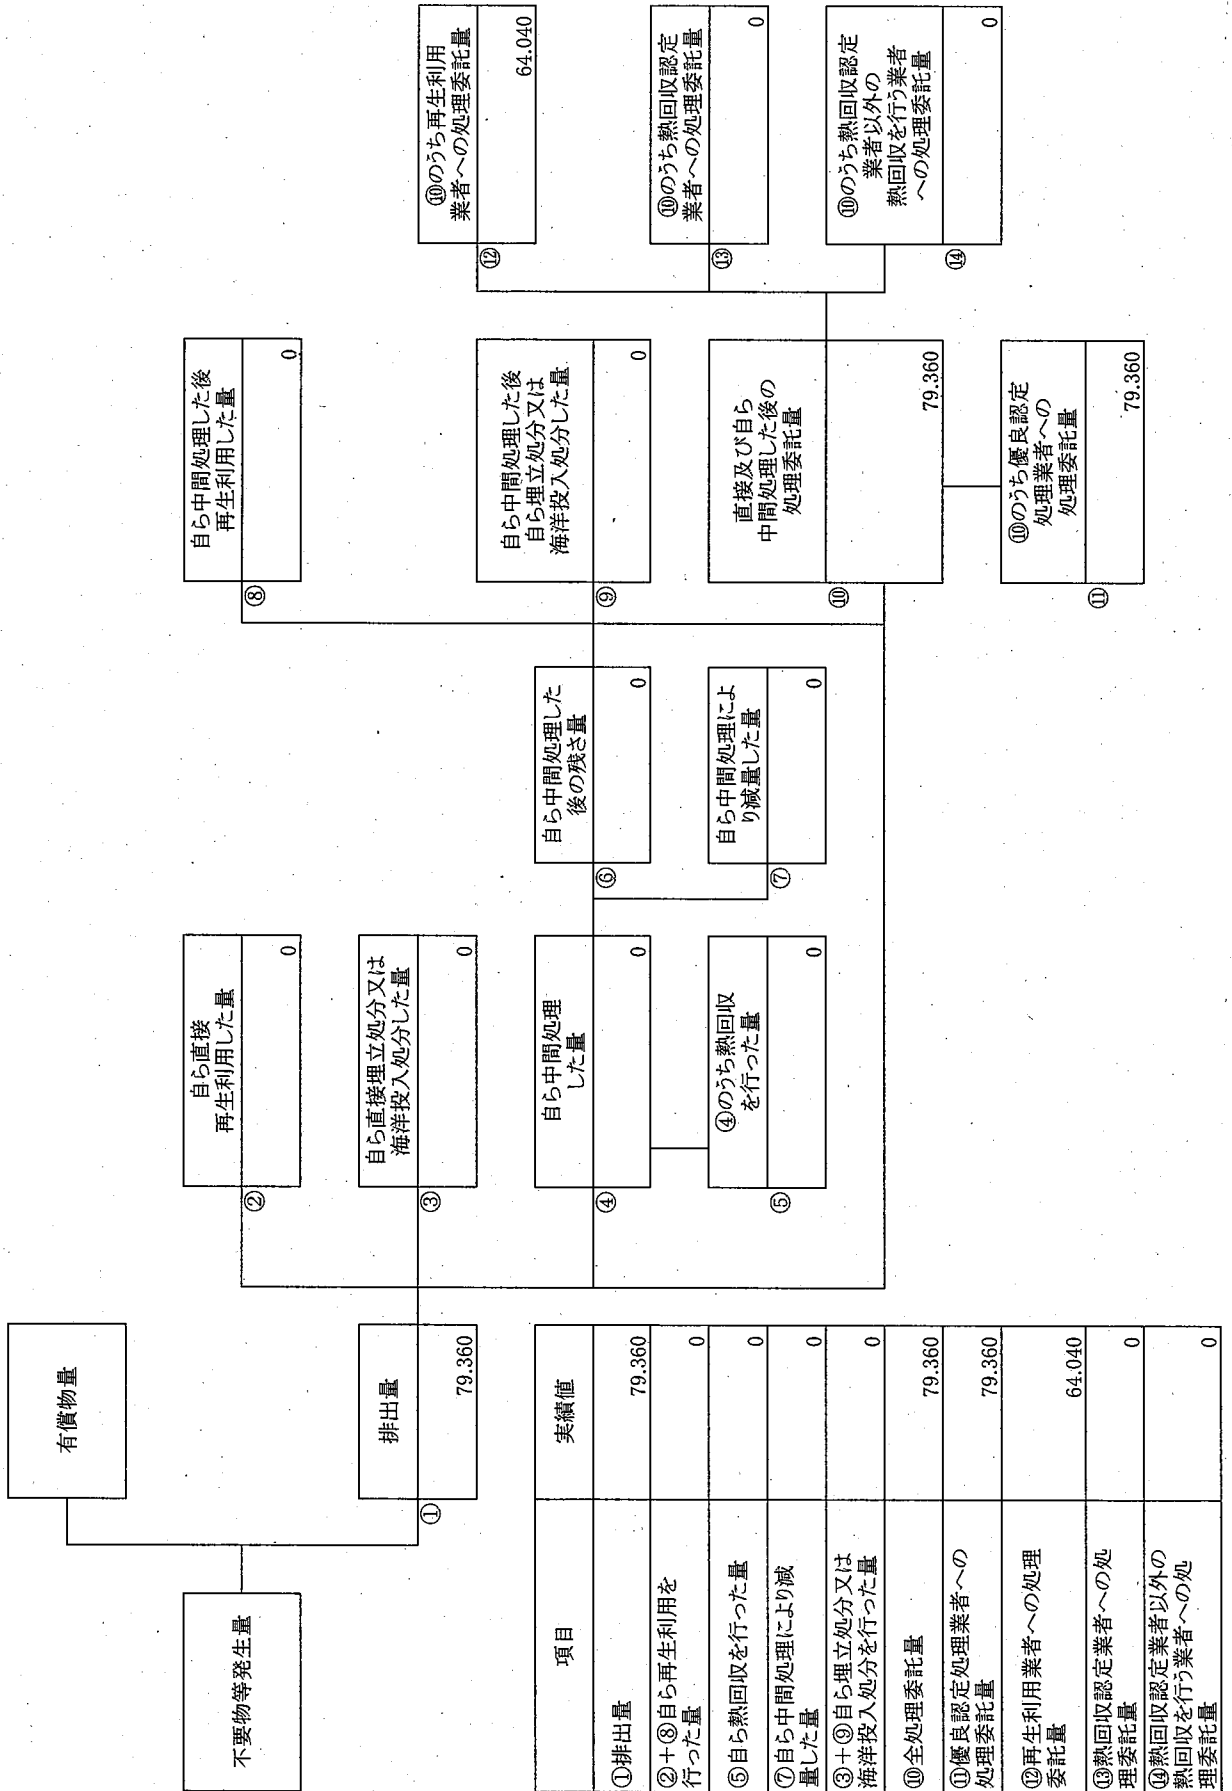 不要物等発生量
有償物量
①
排出量
79.360
②
自ら直接
再生利用した量
0
③
自ら直接埋立処分又は
海洋投入処分した量
0
④
自ら中間処理
した量
0
⑤
④のうち熱回収
を行った量
0
⑥
自ら中間処理した
後の残さ量
0
⑦
自ら中間処理によ
り減量した量
0
⑧
自ら中間処理した後
再生利用した量
0
⑨
自ら中間処理した後
自ら埋立処分又は
海洋投入処分した量
0
⑩
直接及び自ら
中間処理した後の
処理委託量
79.360
⑪
⑩のうち優良認定
処理業者への
処理委託量
79.360
⑫
⑩のうち再生利用
業者への処理委託量
64.040
⑬
⑩のうち熱回収認定
業者への処理委託量
0
⑭
⑩のうち熱回収認定
業者以外の
熱回収を行う業者
への処理委託量
0
項目 実績値
①排出量 79.360
②+⑧自ら再生利用を
行った量 0
⑤自ら熱回収を行った量 0
⑦自ら中間処理により減
量した量 0
③+⑨自ら埋立処分又は
海洋投入処分を行った量 0
⑩全処理委託量 79.360
⑪優良認定処理業者への
処理委託量 79.360
⑫再生利用業者への処理
委託量 64.040
⑬熱回収認定業者への処
理委託量 0
⑭熱回収認定業者以外の
熱回収を行う業者への処
理委託量 0